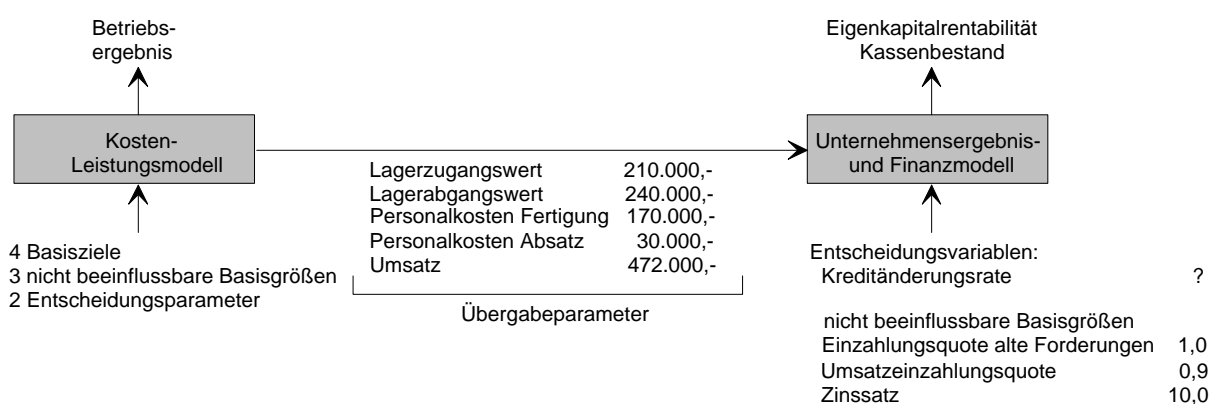 Betriebs-
ergebnis
Eigenkapitalrentabilität
Kassenbestand
Kosten-
Leistungsmodell
Unternehmensergebnis-
und Finanzmodell
Lagerzugangswert 210.000,-
Lagerabgangswert 240.000,-
Personalkosten Fertigung 170.000,-
Personalkosten Absatz 30.000,-
Umsatz 472.000,-
Übergabeparameter
4 Basisziele
3 nicht beeinflussbare Basisgrößen
2 Entscheidungsparameter
Entscheidungsvariablen:
Kreditänderungsrate ?
nicht beeinflussbare Basisgrößen
Einzahlungsquote alte Forderungen 1,0
Umsatzeinzahlungsquote 0,9
Zinssatz 10,0